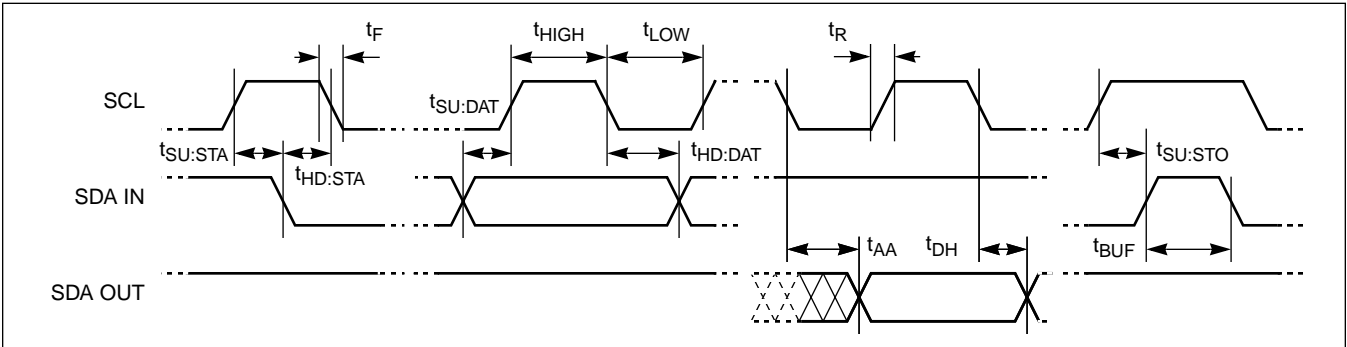 tF
tHIGH
tLOW
tR
SCL
tSU:DAT
tSU:STA
tHD:STA
tHD:DAT
tSU:STO
SDA IN
tAA
tDH
tBUF
SDA OUT